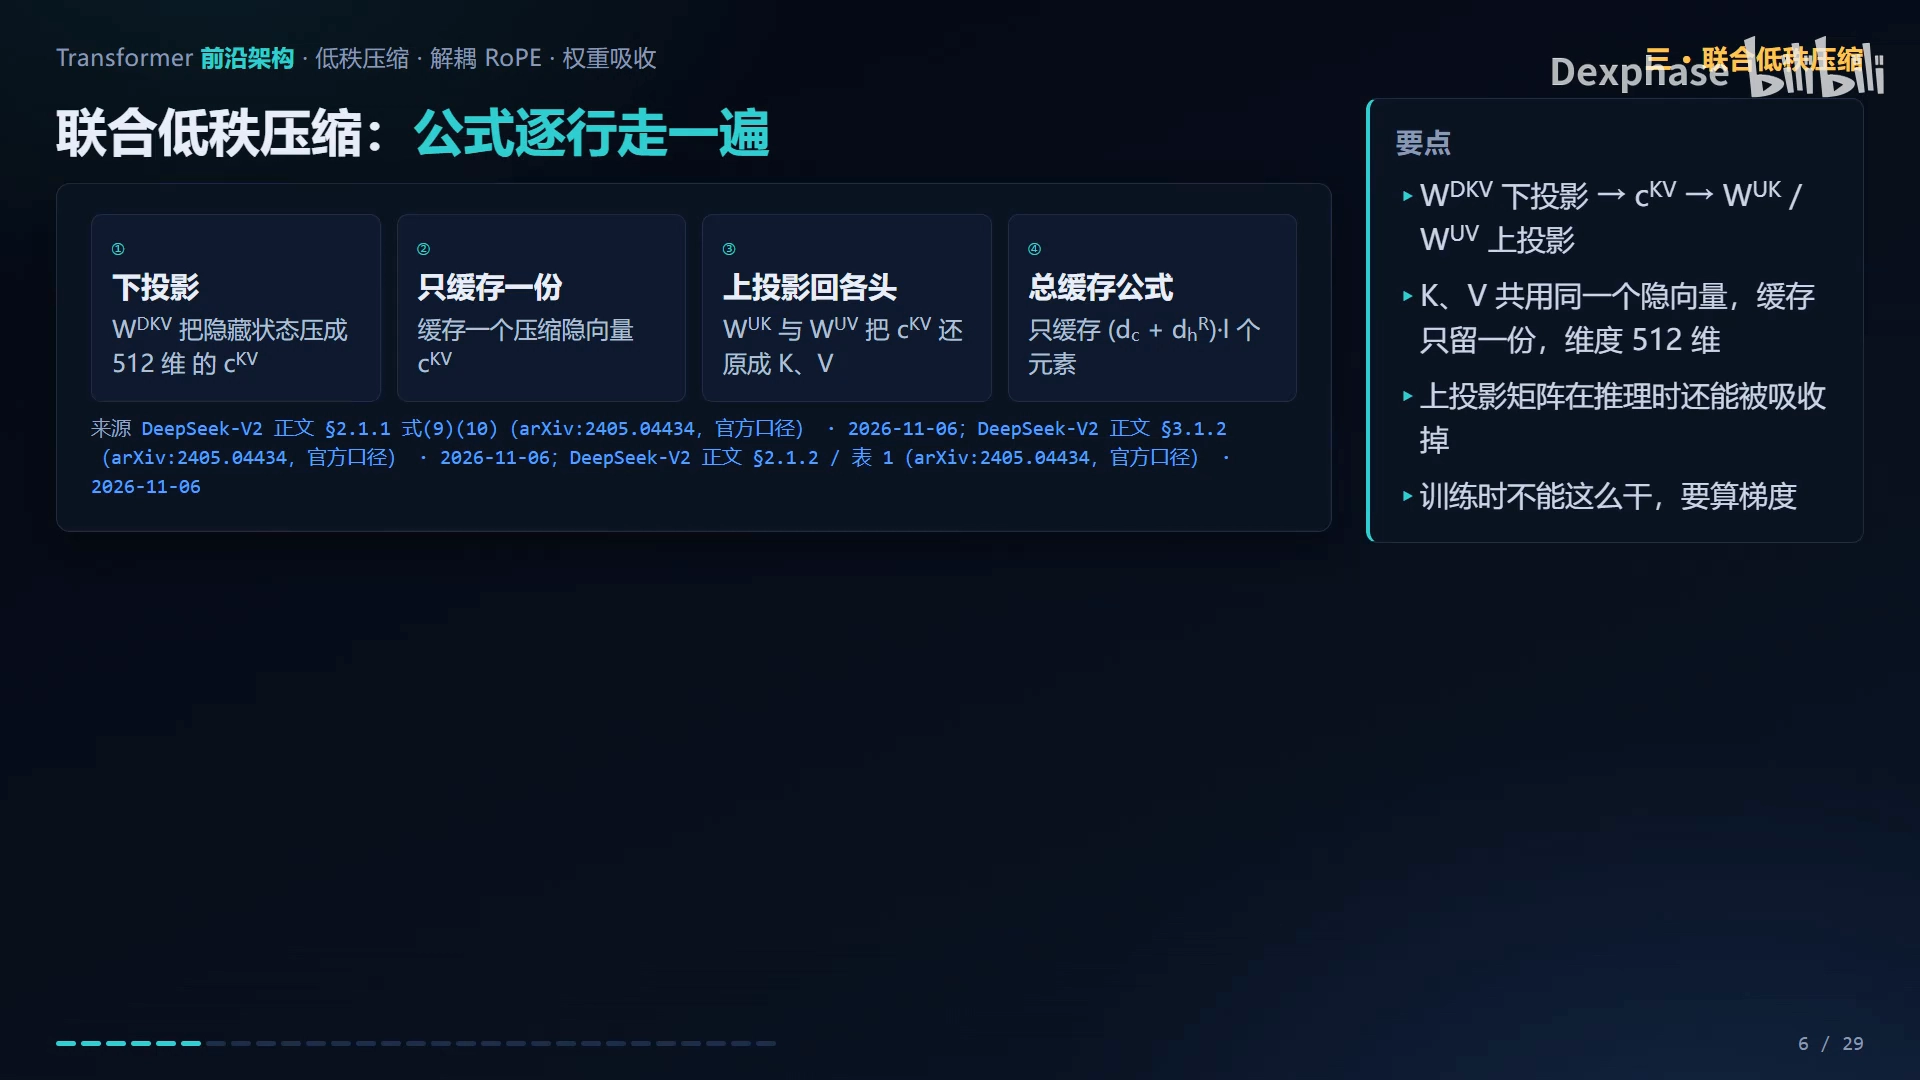 Transformer 前沿架构 · 低秩压缩 · 解耦 RoPE · 权重吸收
三 · 联合低秩压缩
Dexphase bilibili
联合低秩压缩：公式逐行走一遍
①
下投影
W^DKV 把隐藏状态压成
512 维 的 c^KV
②
只缓存一份
缓存一个压缩隐向量
c^KV
③
上投影回各头
W^UK 与 W^UV 把 c^KV 还
原成 K、V
④
总缓存公式
只缓存 (d_c + d_h^R)·l 个
元素
来源 DeepSeek-V2 正文 §2.1.1 式(9)(10) (arXiv:2405.04434，官方口径) · 2026-11-06；DeepSeek-V2 正文 §3.1.2
(arXiv:2405.04434，官方口径) · 2026-11-06；DeepSeek-V2 正文 §2.1.2 / 表 1 (arXiv:2405.04434，官方口径) ·
2026-11-06
要点
▸ W^DKV 下投影 → c^KV → W^UK /
W^UV 上投影
▸ K、V 共用同一个隐向量，缓存
只留一份，维度 512 维
▸ 上投影矩阵在推理时还能被吸收
掉
▸ 训练时不能这么干，要算梯度
6 / 29